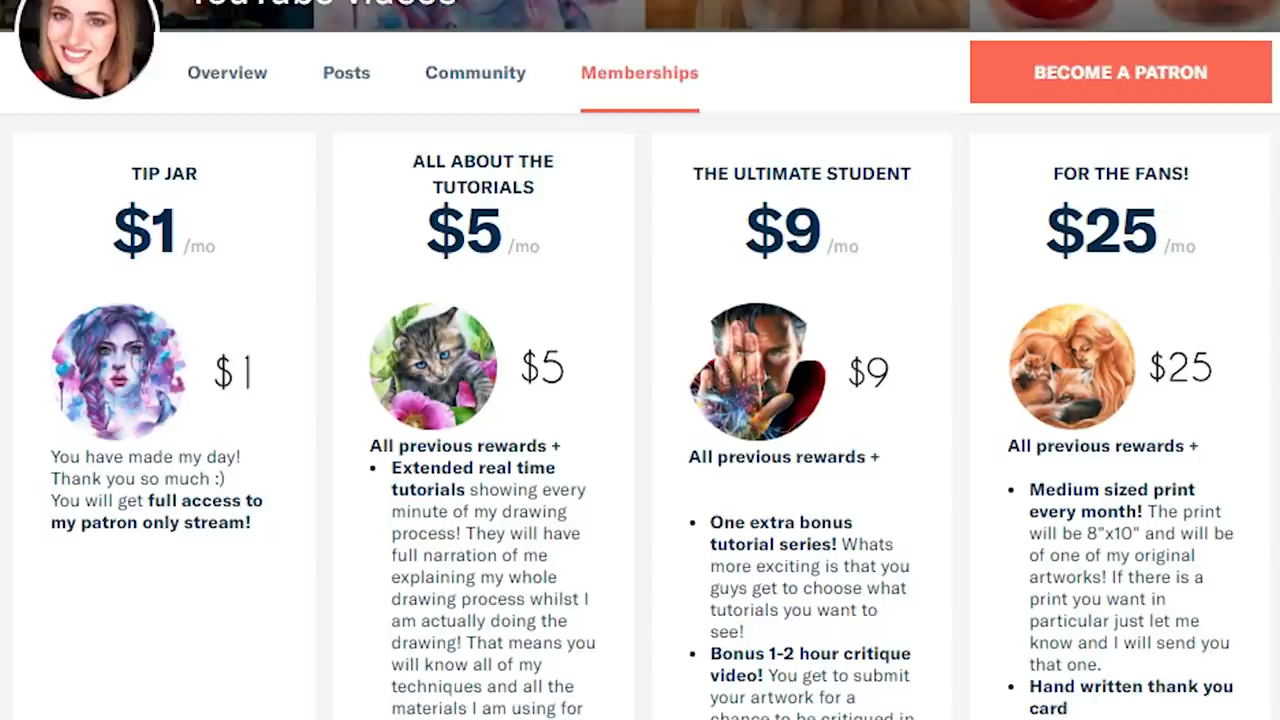 YouTube videos
Overview
Posts
Community
Memberships
BECOME A PATRON
TIP JAR
$1 /mo
$1
You have made my day!
Thank you so much :)
You will get full access to
my patron only stream!
ALL ABOUT THE
TUTORIALS
$5 /mo
$5
All previous rewards +
• Extended real time
tutorials showing every
minute of my drawing
process! They will have
full narration of me
explaining my whole
drawing process whilst I
am actually doing the
drawing! That means you
will know all of my
techniques and all the
materials I am using for
THE ULTIMATE STUDENT
$9 /mo
$9
All previous rewards +
• One extra bonus
tutorial series! Whats
more exciting is that you
guys get to choose what
tutorials you want to
see!
• Bonus 1-2 hour critique
video! You get to submit
your artwork for a
chance to be critiqued in
FOR THE FANS!
$25 /mo
$25
All previous rewards +
• Medium sized print
every month! The print
will be 8"x10" and will be
of one of my original
artworks! If there is a
print you want in
particular just let me
know and I will send you
that one.
• Hand written thank you
card